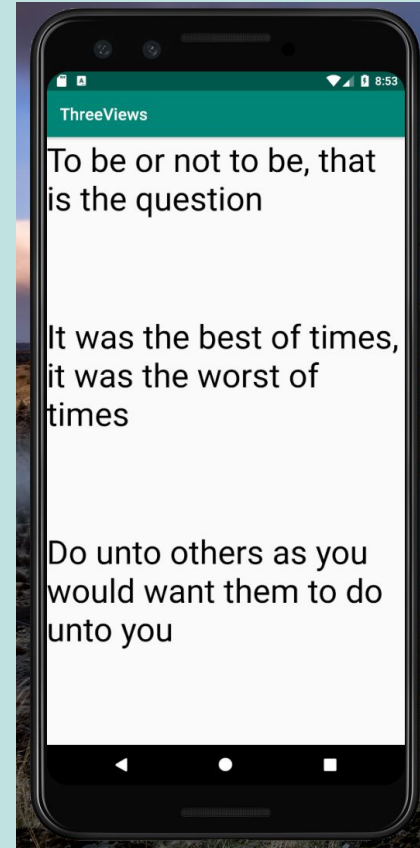 8:53
ThreeViews
To be or not to be, that
is the question
It was the best of times,
it was the worst of
times
Do unto others as you
would want them to do
unto you